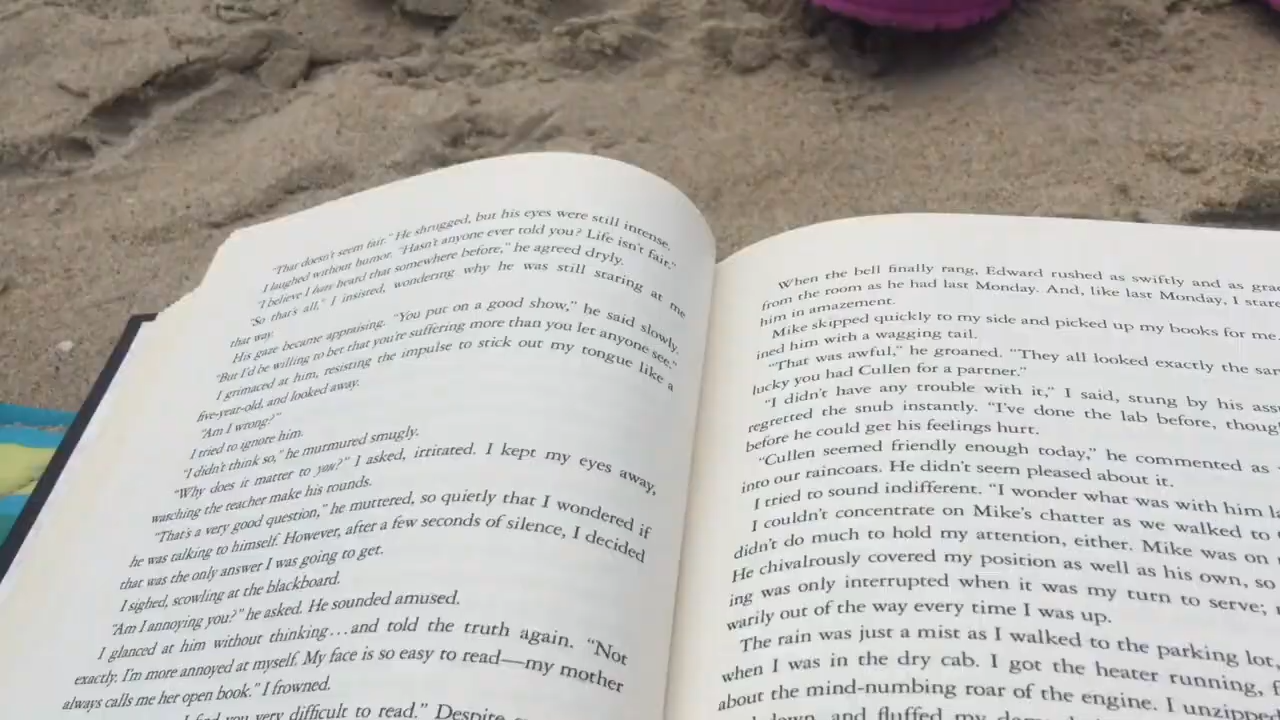 "That doesn't seem fair." He shrugged, but his eyes were still intense.
I laughed without humor. "Hasn't anyone ever told you? Life isn't fair."
"I believe I have heard that somewhere before," he agreed dryly.
"So that's all," I insisted, wondering why he was still staring at me
that way.
His gaze became appraising. "You put on a good show," he said slowly.
"But I'd be willing to bet that you're suffering more than you let anyone see."
I grimaced at him, resisting the impulse to stick out my tongue like a
five-year-old, and looked away.
"Am I wrong?"
I tried to ignore him.
"I didn't think so," he murmured smugly.
"Why does it matter to you?" I asked, irritated. I kept my eyes away,
watching the teacher make his rounds.
"That's a very good question," he muttered, so quietly that I wondered if
he was talking to himself. However, after a few seconds of silence, I decided
that was the only answer I was going to get.
I sighed, scowling at the blackboard.
"Am I annoying you?" he asked. He sounded amused.
I glanced at him without thinking...and told the truth again. "Not
exactly. I'm more annoyed at myself. My face is so easy to read—my mother
always calls me her open book." I frowned.
find you very difficult to read." Despite
When the bell finally rang, Edward rushed as swiftly and as
from the room as he had last Monday. And, like last Monday, I
him in amazement.
Mike skipped quickly to my side and picked up my books for me.
ined him with a wagging tail.
"That was awful," he groaned. "They all looked exactly the
lucky you had Cullen for a partner."
"I didn't have any trouble with it," I said, stung by his
regretted the snub instantly. "I've done the lab before,
before he could get his feelings hurt.
"Cullen seemed friendly enough today," he commented as
into our raincoats. He didn't seem pleased about it.
I tried to sound indifferent. "I wonder what was with him
I couldn't concentrate on Mike's chatter as we walked to
didn't do much to hold my attention, either. Mike was on
He chivalrously covered my position as well as his own, so
ing was only interrupted when it was my turn to serve;
warily out of the way every time I was up.
The rain was just a mist as I walked to the parking lot,
when I was in the dry cab. I got the heater running,
about the mind-numbing roar of the engine. I unzipped
down, and fluffed my